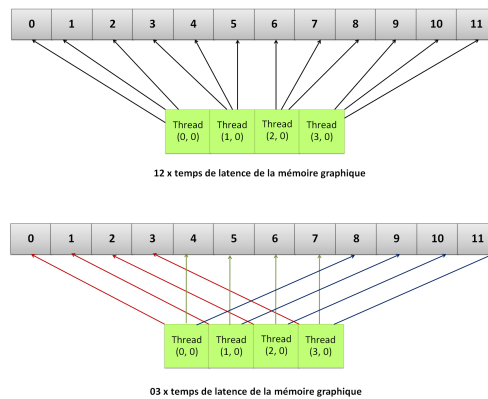 0 1 2 3 4 5 6 7 8 9 10 11
Thread Thread Thread Thread
(0, 0) (1, 0) (2, 0) (3, 0)
12 x temps de latence de la mémoire graphique
0 1 2 3 4 5 6 7 8 9 10 11
Thread Thread Thread Thread
(0, 0) (1, 0) (2, 0) (3, 0)
03 x temps de latence de la mémoire graphique